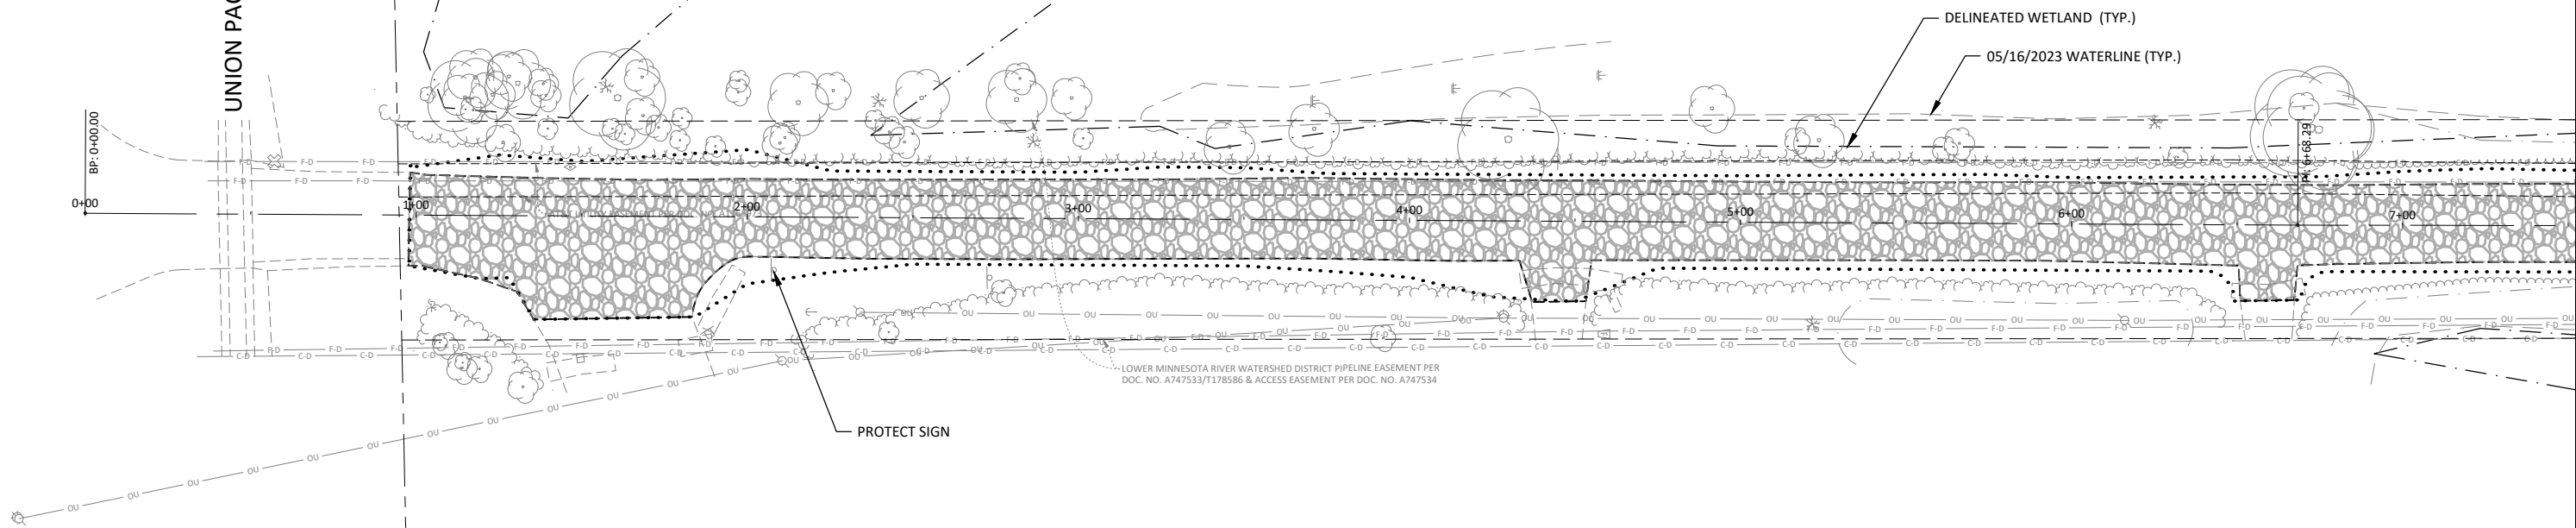 DELINEATED WETLAND (TYP.)
05/16/2023 WATERLINE (TYP.)
UNION PAC
BP: 0+00.00
PI: 6+68.29
0+00
1+00
2+00
3+00
4+00
5+00
6+00
7+00
LOWER MINNESOTA RIVER WATERSHED DISTRICT PIPELINE EASEMENT PER
DOC. NO. A747533/T178586 & ACCESS EASEMENT PER DOC. NO. A747534
PROTECT SIGN
F-D
C-D
OU